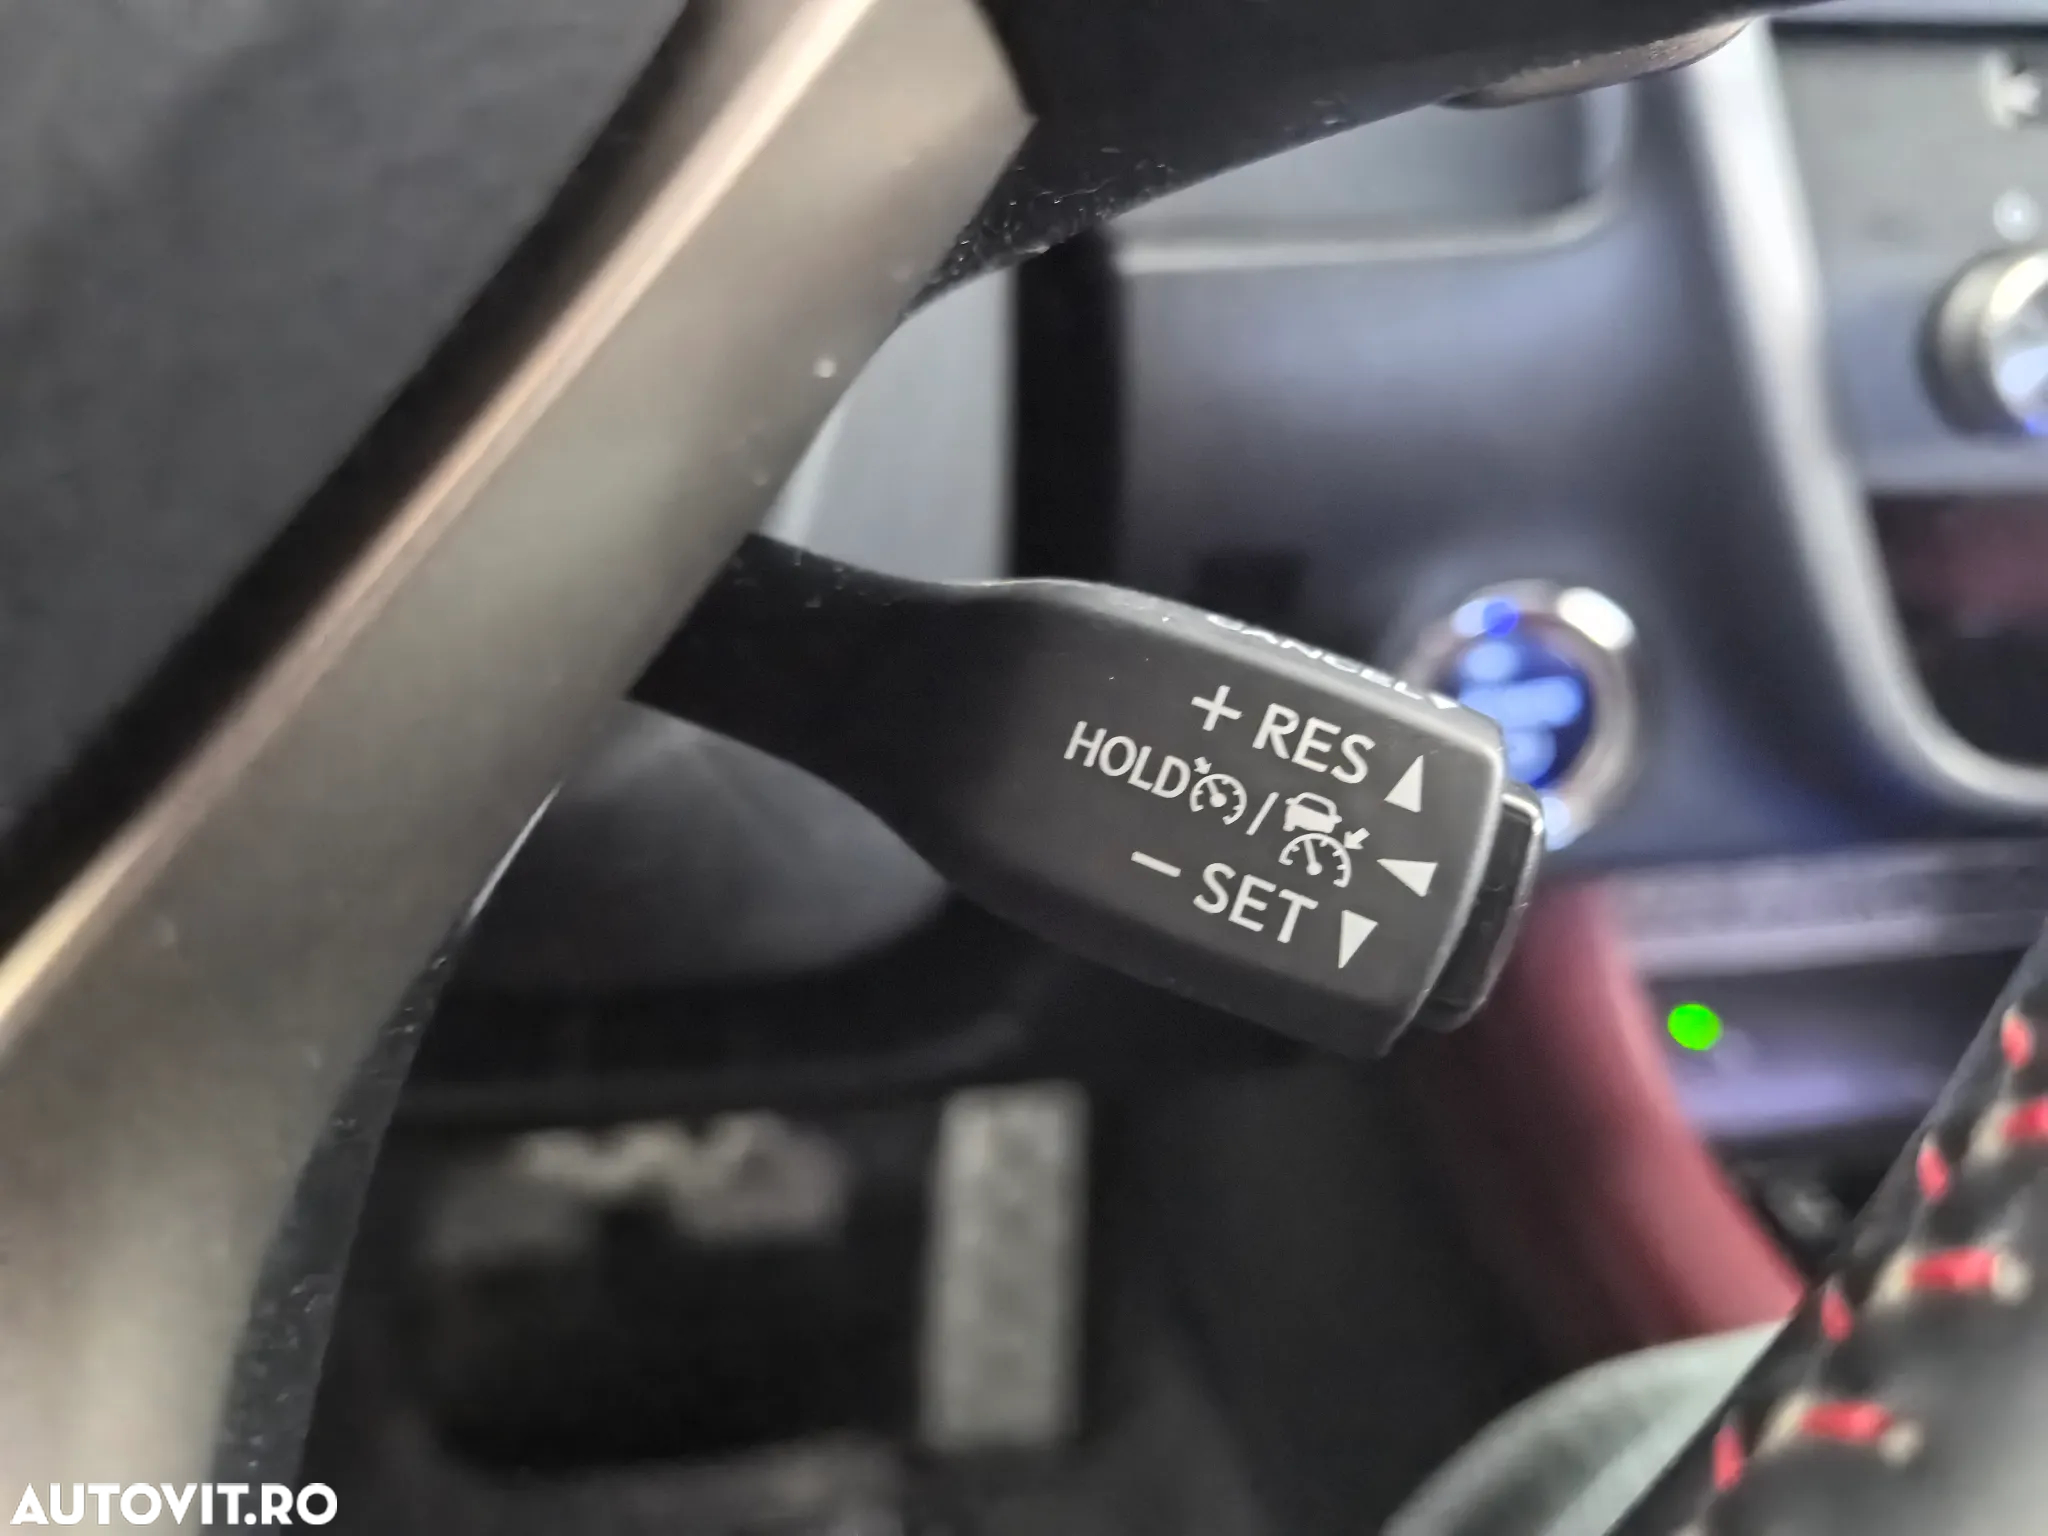 CANCEL
+ RES
HOLD /
– SET
AUTOVIT.RO